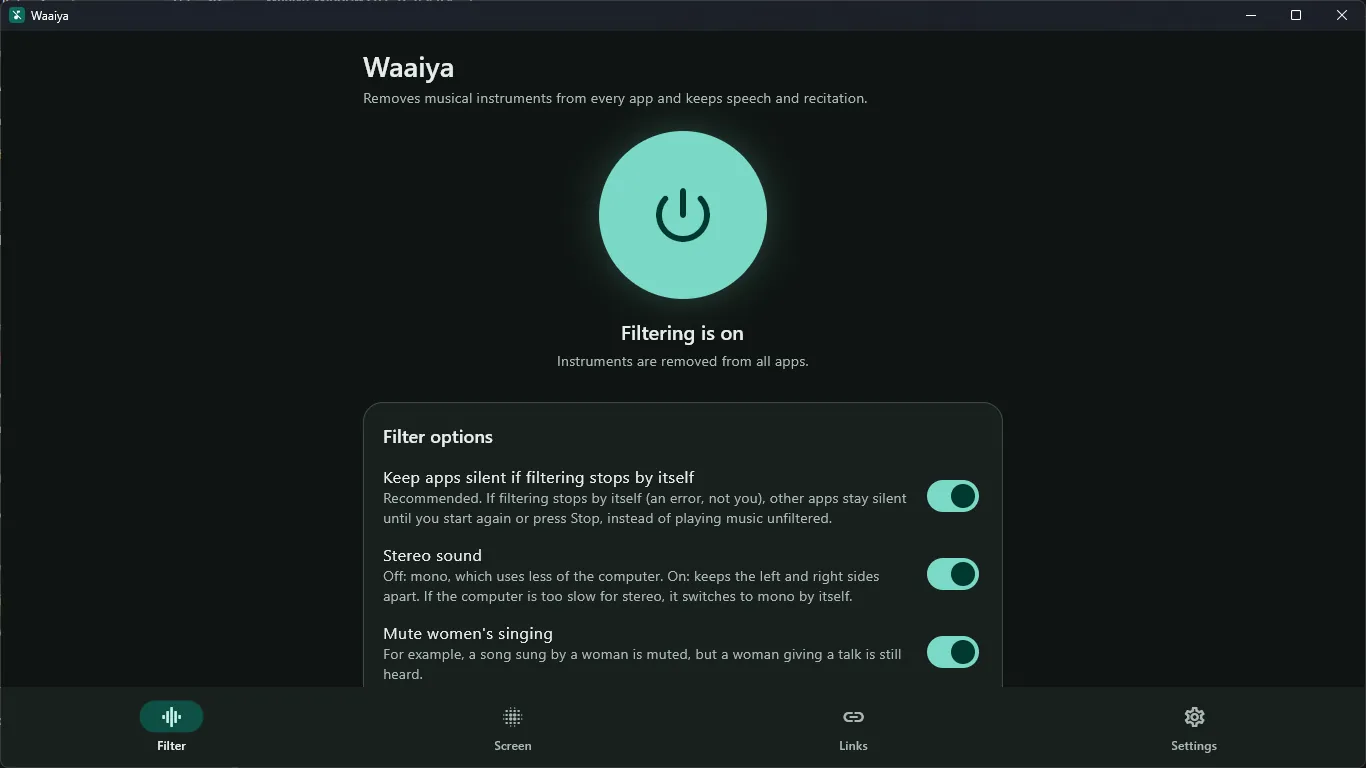 Waaiya
Waaiya
Removes musical instruments from every app and keeps speech and recitation.
Filtering is on
Instruments are removed from all apps.
Filter options
Keep apps silent if filtering stops by itself
Recommended. If filtering stops by itself (an error, not you), other apps stay silent
until you start again or press Stop, instead of playing music unfiltered.
Stereo sound
Off: mono, which uses less of the computer. On: keeps the left and right sides
apart. If the computer is too slow for stereo, it switches to mono by itself.
Mute women's singing
For example, a song sung by a woman is muted, but a woman giving a talk is still
heard.
Filter
Screen
Links
Settings